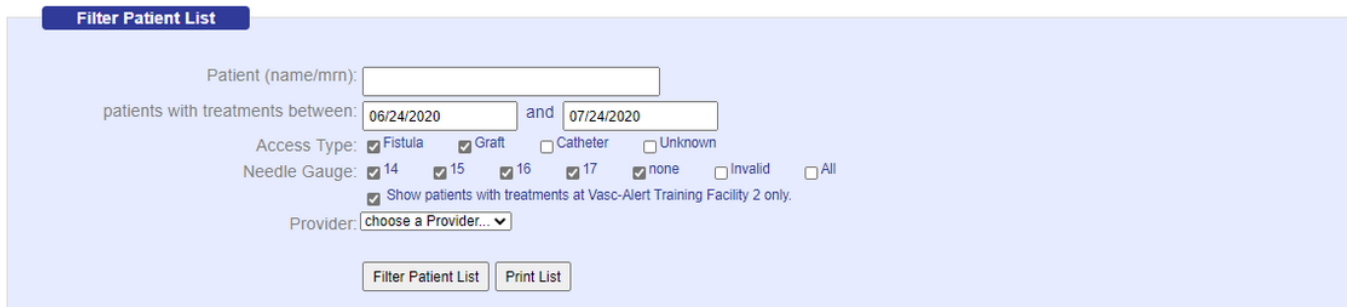 Filter Patient List
Patient (name/mrn):
patients with treatments between: 06/24/2020 and 07/24/2020
Access Type: Fistula Graft Catheter Unknown
Needle Gauge: 14 15 16 17 none Invalid All
Show patients with treatments at Vasc-Alert Training Facility 2 only.
Provider: choose a Provider...
Filter Patient List Print List